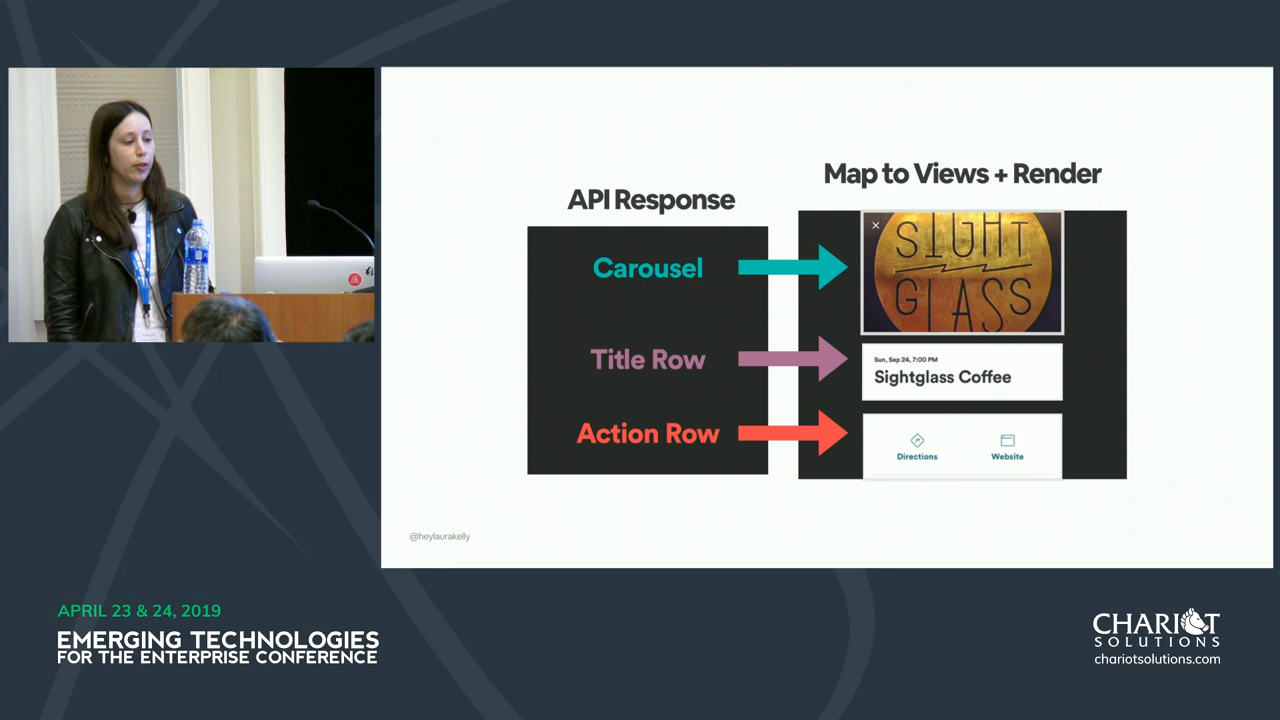 API Response
Carousel
Title Row
Action Row
Map to Views + Render
SIGHT
GLASS
Sun, Sep 24, 7:00 PM
Sightglass Coffee
Directions
Website
@heylaurakelly
APRIL 23 & 24, 2019
EMERGING TECHNOLOGIES
FOR THE ENTERPRISE CONFERENCE
CHARIOT
SOLUTIONS
chariotsolutions.com